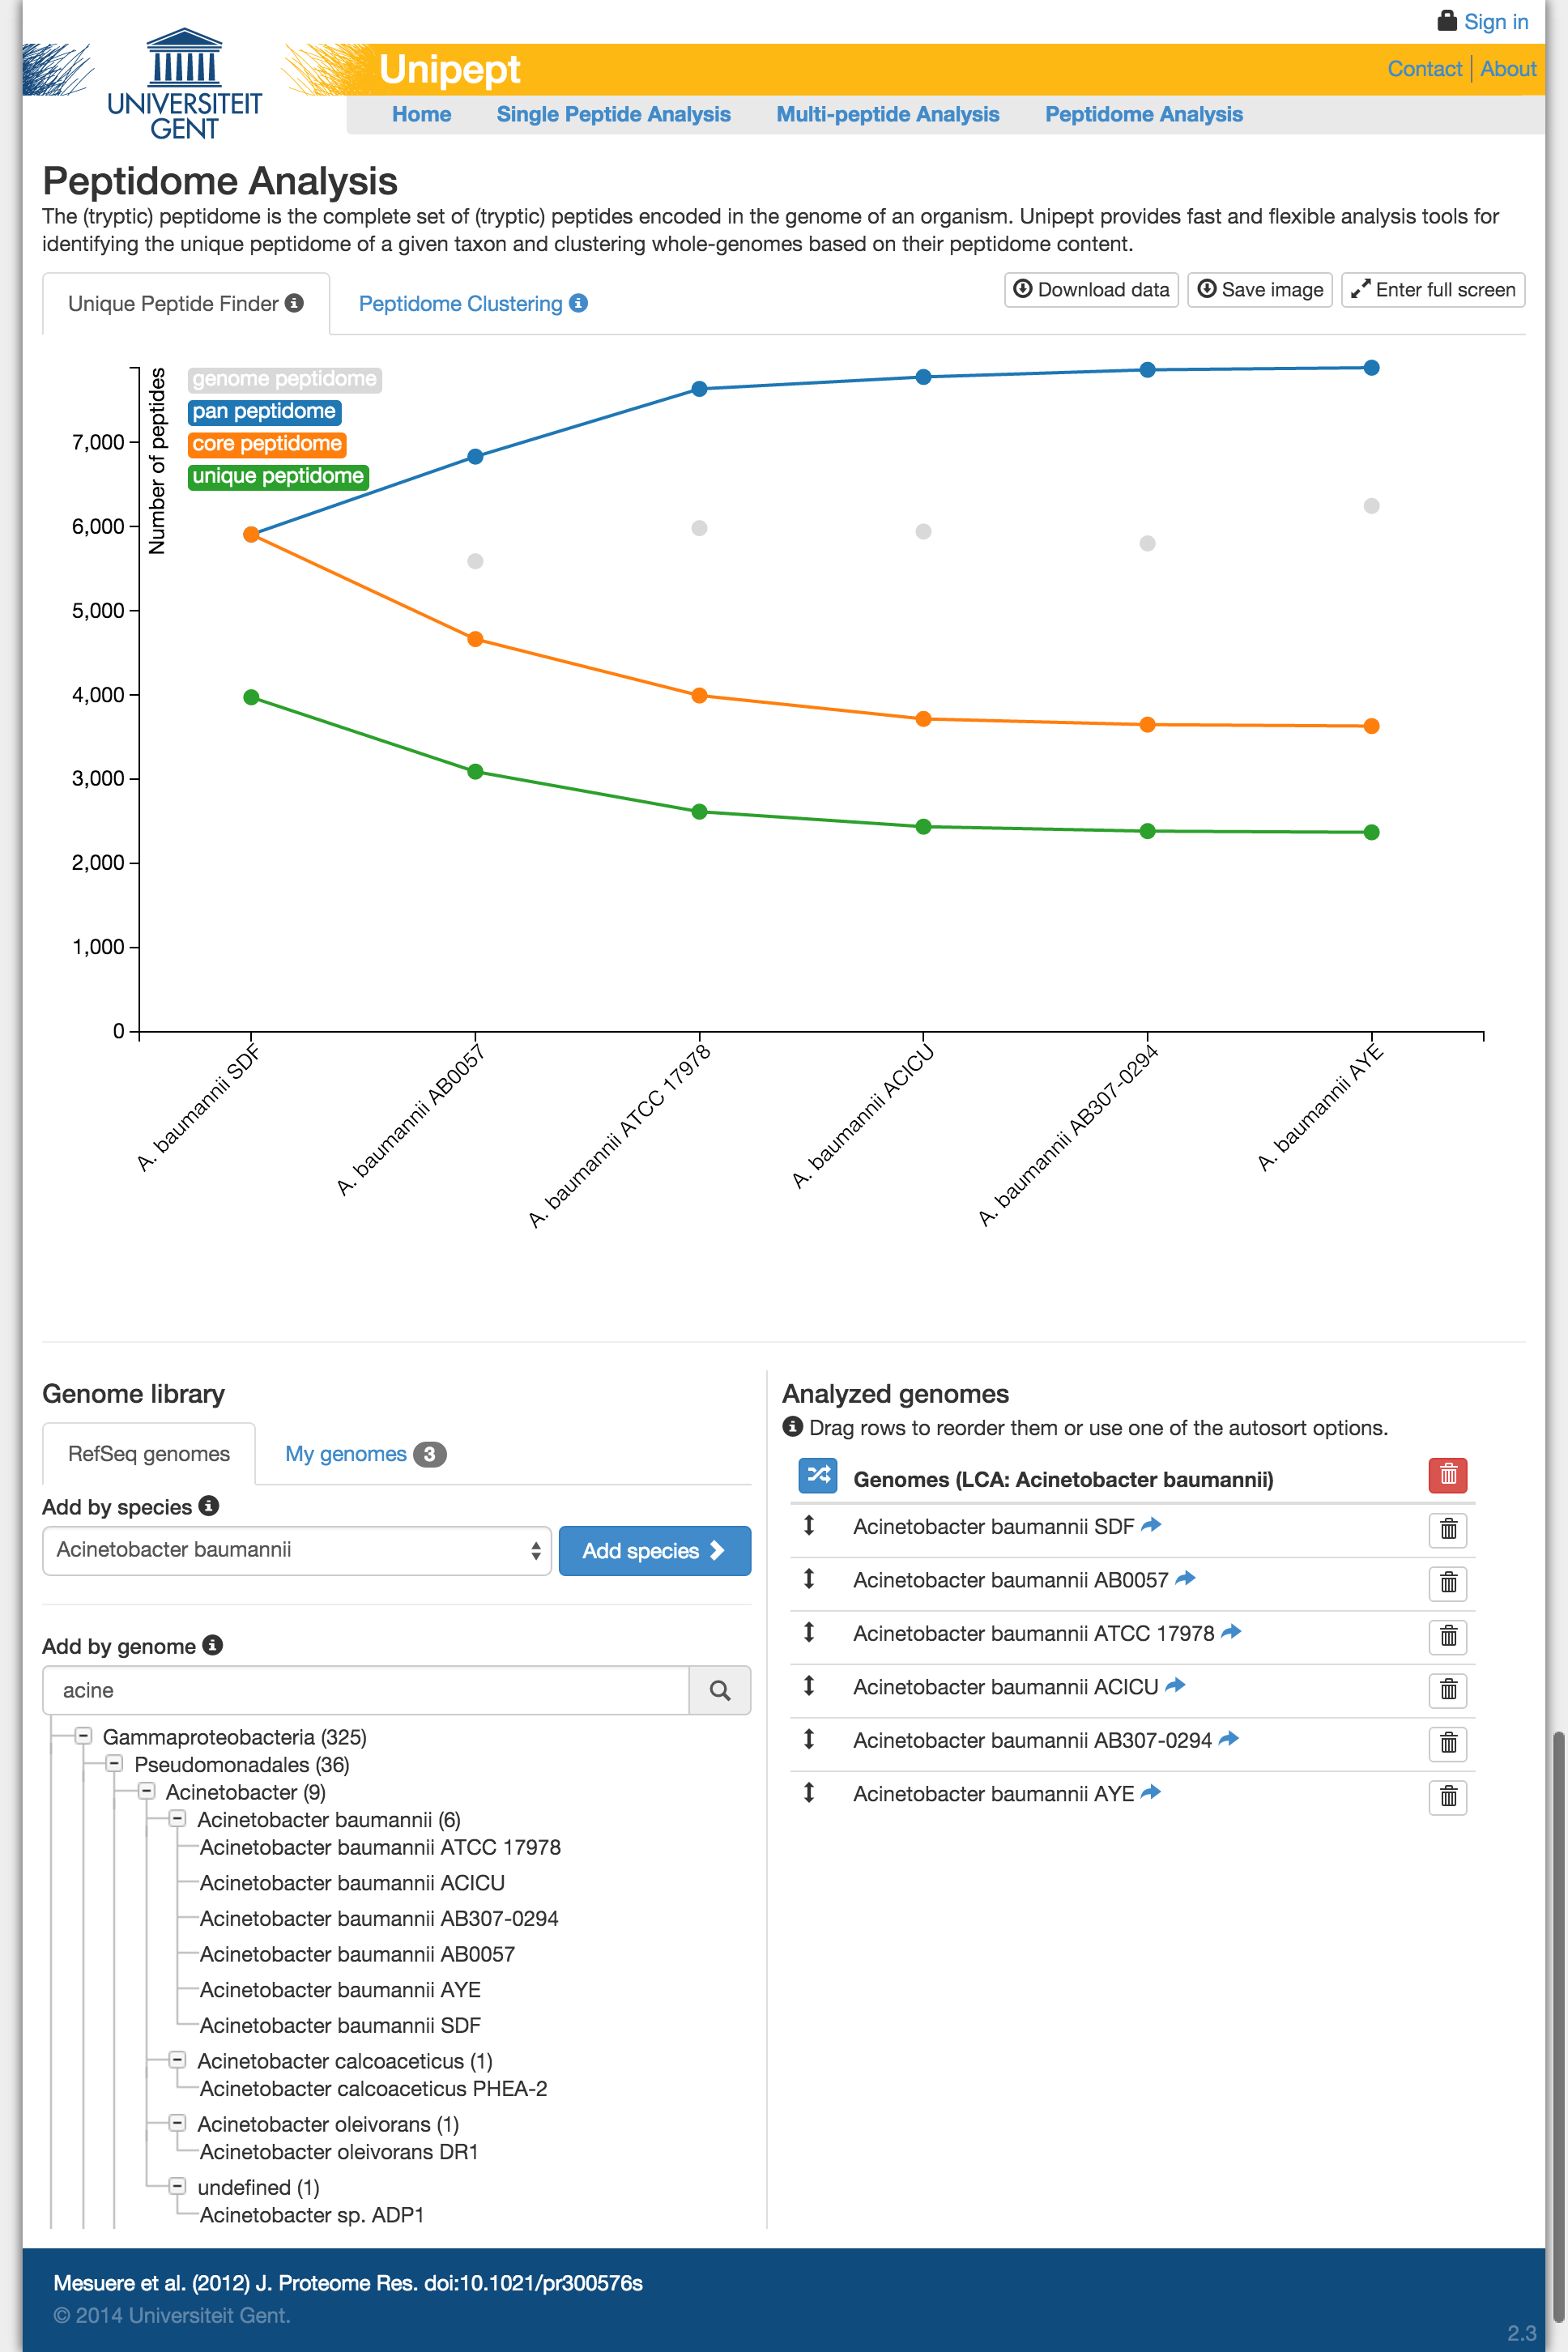 Sign in
UNIVERSITEIT
GENT
Unipept
Contact | About
Home Single Peptide Analysis Multi-peptide Analysis Peptidome Analysis
Peptidome Analysis
The (tryptic) peptidome is the complete set of (tryptic) peptides encoded in the genome of an organism. Unipept provides fast and flexible analysis tools for
identifying the unique peptidome of a given taxon and clustering whole-genomes based on their peptidome content.
Unique Peptide Finder Peptidome Clustering Download data Save image Enter full screen
Number of peptides
genome peptidome
pan peptidome
core peptidome
unique peptidome
7,000
6,000
5,000
4,000
3,000
2,000
1,000
0
A. baumannii SDF
A. baumannii AB0057
A. baumannii ATCC 17978
A. baumannii ACICU
A. baumannii AB307-0294
A. baumannii AYE
Genome library
RefSeq genomes My genomes 3
Add by species
Acinetobacter baumannii Add species
Add by genome
acine
Gammaproteobacteria (325)
Pseudomonadales (36)
Acinetobacter (9)
Acinetobacter baumannii (6)
Acinetobacter baumannii ATCC 17978
Acinetobacter baumannii ACICU
Acinetobacter baumannii AB307-0294
Acinetobacter baumannii AB0057
Acinetobacter baumannii AYE
Acinetobacter baumannii SDF
Acinetobacter calcoaceticus (1)
Acinetobacter calcoaceticus PHEA-2
Acinetobacter oleivorans (1)
Acinetobacter oleivorans DR1
undefined (1)
Acinetobacter sp. ADP1
Analyzed genomes
Drag rows to reorder them or use one of the autosort options.
Genomes (LCA: Acinetobacter baumannii)
Acinetobacter baumannii SDF
Acinetobacter baumannii AB0057
Acinetobacter baumannii ATCC 17978
Acinetobacter baumannii ACICU
Acinetobacter baumannii AB307-0294
Acinetobacter baumannii AYE
Mesuere et al. (2012) J. Proteome Res. doi:10.1021/pr300576s
© 2014 Universiteit Gent.
2.3